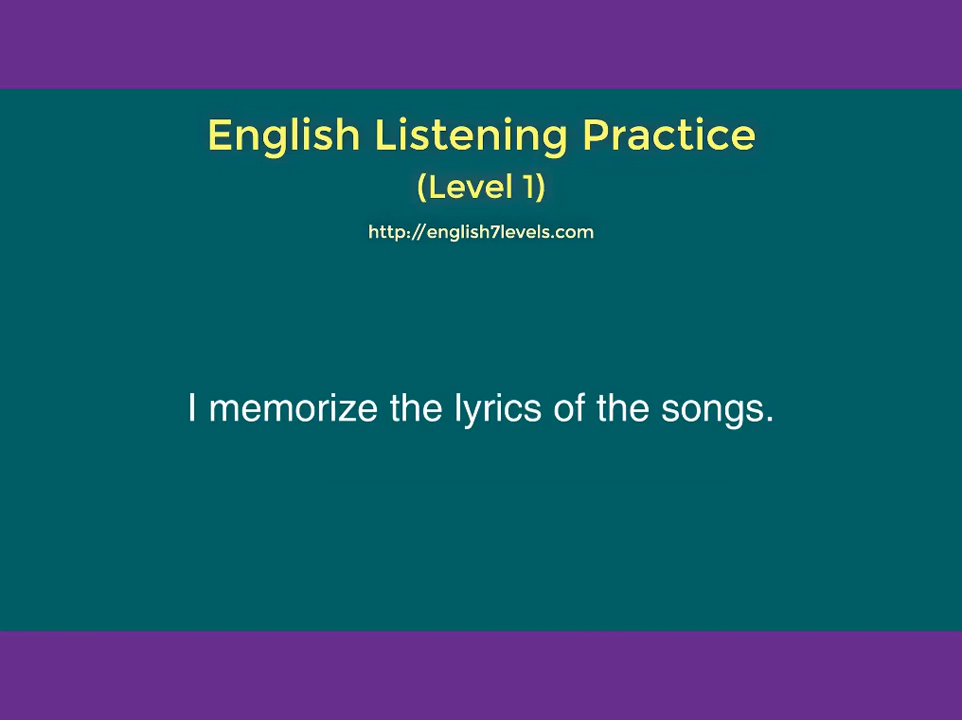 English Listening Practice
(Level 1)
http://english7levels.com
I memorize the lyrics of the songs.